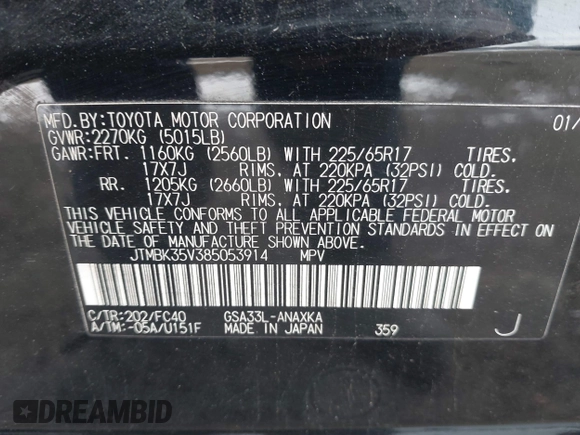 MFD.BY:TOYOTA MOTOR CORPORATION 01/
GVWR:2270KG (5015LB)
GAWR:FRT. 1160KG (2560LB) WITH 225/65R17 TIRES.
17X7J RIMS. AT 220KPA (32PSI) COLD.
RR. 1205KG (2660LB) WITH 225/65R17 TIRES.
17X7J RIMS. AT 220KPA (32PSI) COLD.
THIS VEHICLE CONFORMS TO ALL APPLICABLE FEDERAL MOTOR
VEHICLE SAFETY AND THEFT PREVENTION STANDARDS IN EFFECT ON
THE DATE OF MANUFACTURE SHOWN ABOVE.
JTMBK35V385053914 MPV
C/TR:202/FC40 GSA33L-ANAXKA
A/TM:-05A/U151F MADE IN JAPAN 359 J
DREAMBID